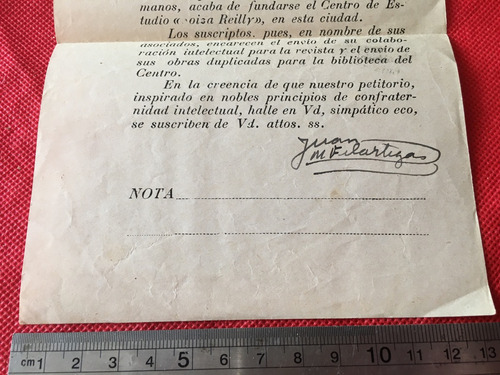 manos, acaba de fundarse el Centro de Es-
tudio «Loiza Reilly», en esta ciudad.
Los suscriptos, pues, en nombre de sus
asociados, encarecen el envío de su colabo-
ración intelectual para la revista y el envío de
sus obras duplicadas para la biblioteca del
Centro.
En la creencia de que nuestro petitorio,
inspirado en nobles principios de confrater-
nidad intelectual, halle en Vd, simpático eco,
se suscriben de Vd. attos. ss.
Juan
M Filartigas
NOTA
cm 1 2 3 4 5 6 7 8 9 10 11 12 13